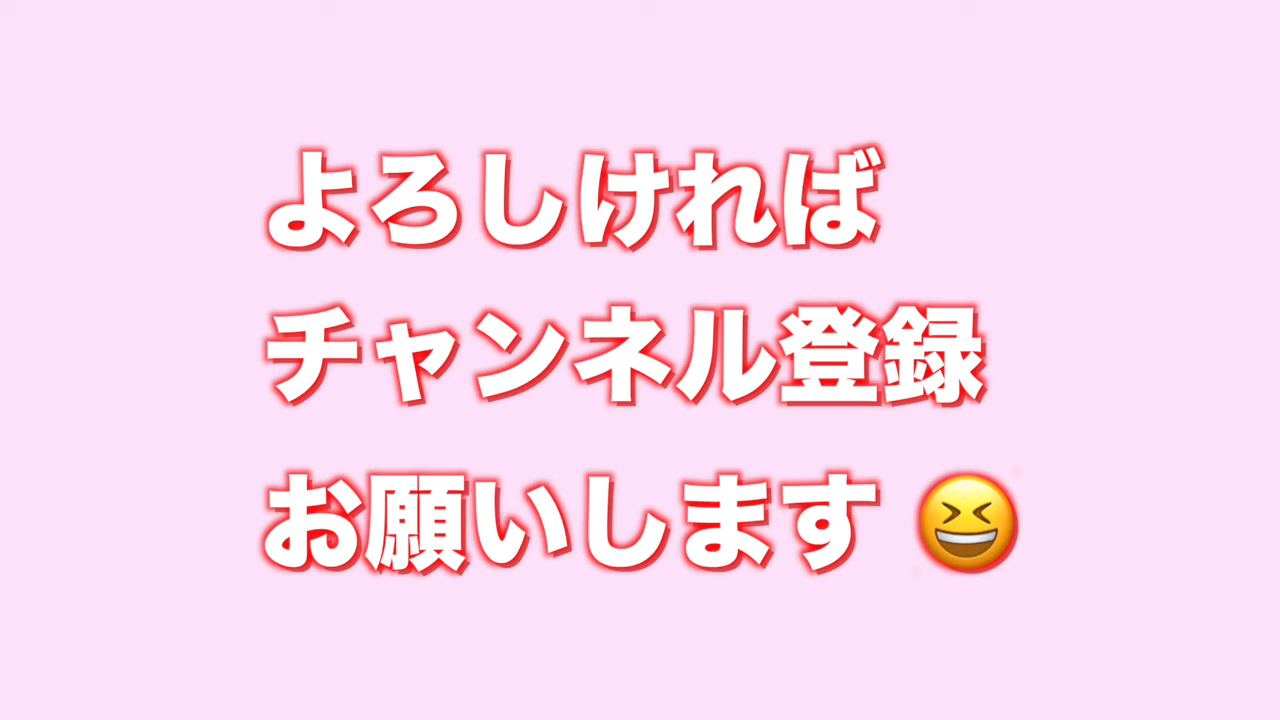 よろしければ
チャンネル登録
お願いします 😆